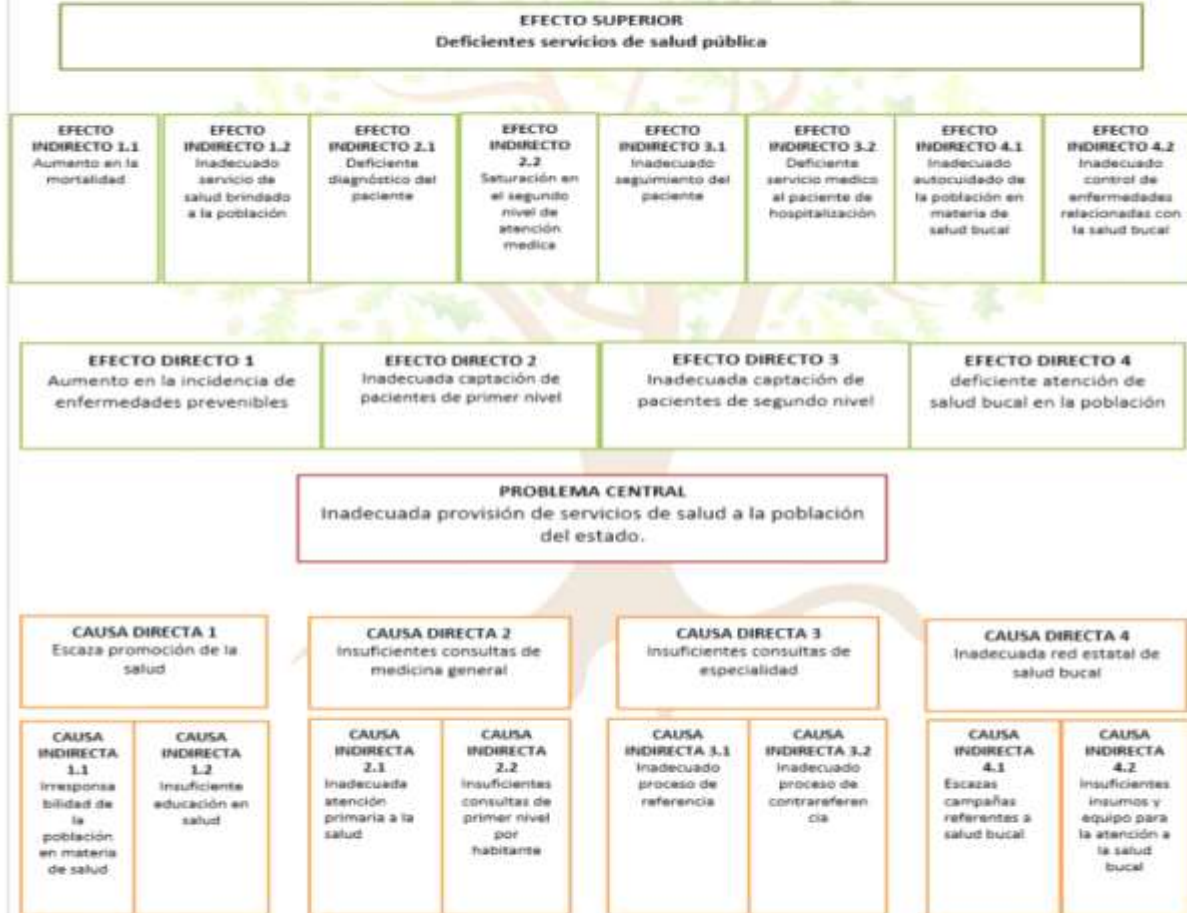 EFECTO SUPERIOR
Deficientes servicios de salud pública
EFECTO
INDIRECTO 1.1
Aumento en la
mortalidad
EFECTO
INDIRECTO 1.2
Inadecuado
servicio de
salud brindado
a la población
EFECTO
INDIRECTO 2.1
Deficiente
diagnóstico del
paciente
EFECTO
INDIRECTO
2.2
Saturación en
el segundo
nivel de
atención
medica
EFECTO
INDIRECTO 3.1
Inadecuado
seguimiento del
paciente
EFECTO
INDIRECTO 3.2
Deficiente
servicio medico
al paciente de
hospitalización
EFECTO
INDIRECTO 4.1
Inadecuado
autocuidado de
la población en
materia de
salud bucal
EFECTO
INDIRECTO 4.2
Inadecuado
control de
enfermedades
relacionadas con
la salud bucal
EFECTO DIRECTO 1
Aumento en la incidencia de
enfermedades prevenibles
EFECTO DIRECTO 2
Inadecuada captación de
pacientes de primer nivel
EFECTO DIRECTO 3
Inadecuada captación de
pacientes de segundo nivel
EFECTO DIRECTO 4
deficiente atención de
salud bucal en la población
PROBLEMA CENTRAL
Inadecuada provisión de servicios de salud a la población
del estado.
CAUSA DIRECTA 1
Escaza promoción de la
salud
CAUSA DIRECTA 2
Insuficientes consultas de
medicina general
CAUSA DIRECTA 3
Insuficientes consultas de
especialidad
CAUSA DIRECTA 4
Inadecuada red estatal de
salud bucal
CAUSA
INDIRECTA
1.1
Irresponsa
bilidad de
la
población
en materia
de salud
CAUSA
INDIRECTA
1.2
Insuficiente
educación en
salud
CAUSA
INDIRECTA
2.1
Inadecuada
atención
primaria a la
salud
CAUSA
INDIRECTA
2.2
Insuficientes
consultas de
primer nivel
por
habitante
CAUSA
INDIRECTA 3.1
Inadecuado
proceso de
referencia
CAUSA
INDIRECTA 3.2
Inadecuado
proceso de
contrareferen
cia
CAUSA
INDIRECTA
4.1
Escazas
campañas
referentes a
salud bucal
CAUSA
INDIRECTA
4.2
Insuficientes
insumos y
equipo para
la atención a
la salud
bucal